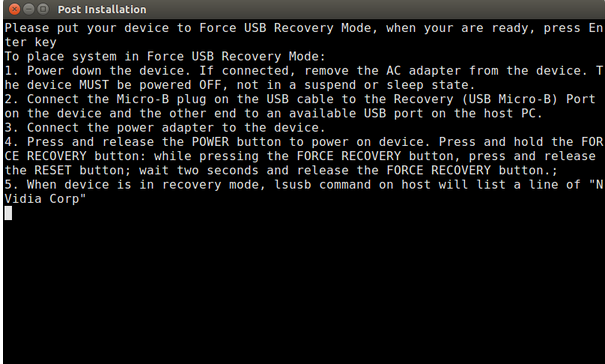 Post Installation
Please put your device to Force USB Recovery Mode, when your are ready, press En
ter key
To place system in Force USB Recovery Mode:
1. Power down the device. If connected, remove the AC adapter from the device. T
he device MUST be powered OFF, not in a suspend or sleep state.
2. Connect the Micro-B plug on the USB cable to the Recovery (USB Micro-B) Port
on the device and the other end to an available USB port on the host PC.
3. Connect the power adapter to the device.
4. Press and release the POWER button to power on device. Press and hold the FOR
CE RECOVERY button: while pressing the FORCE RECOVERY button, press and release
the RESET button; wait two seconds and release the FORCE RECOVERY button.;
5. When device is in recovery mode, lsusb command on host will list a line of "N
Vidia Corp"